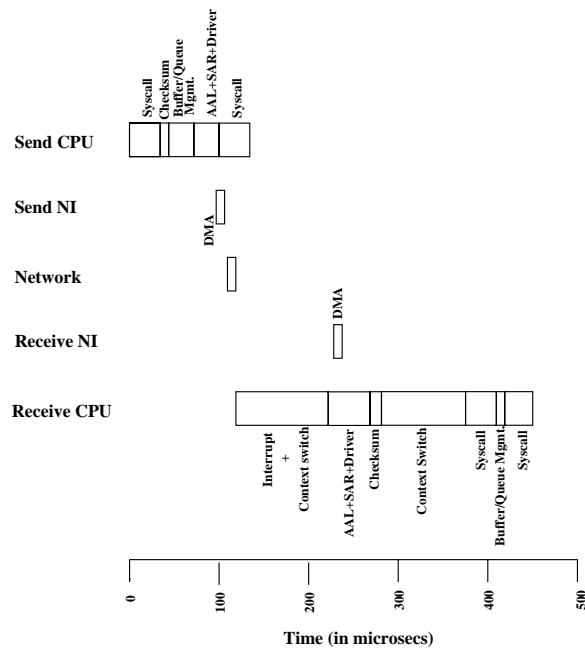 Syscall
Checksum
Buffer/Queue
Mgmt.
AAL+SAR+Driver
Syscall
Send CPU
Send NI
DMA
Network
DMA
Receive NI
Receive CPU
Interrupt
+
Context switch
AAL+SAR+Driver
Checksum
Context Switch
Syscall
Buffer/Queue Mgmt.
Syscall
0
100
200
300
400
500
Time (in microsecs)